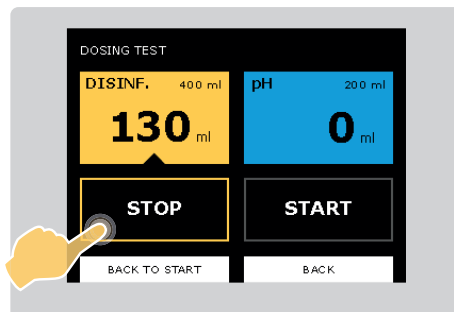 DOSING TEST
DISINF. 400 ml
130 ml
pH 200 ml
0 ml
STOP
START
BACK TO START
BACK